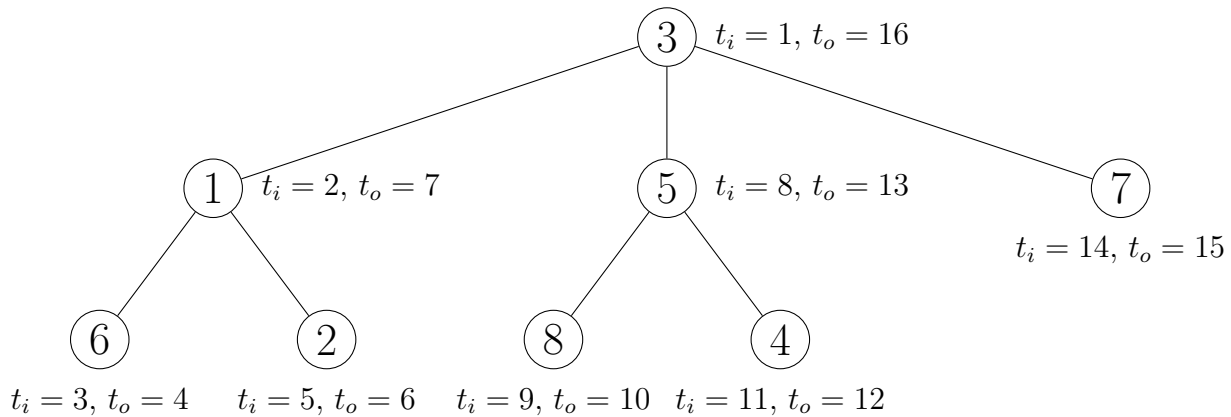 3 t_i = 1, t_o = 16
1 t_i = 2, t_o = 7
5 t_i = 8, t_o = 13
7
t_i = 14, t_o = 15
6
2
8
4
t_i = 3, t_o = 4
t_i = 5, t_o = 6
t_i = 9, t_o = 10
t_i = 11, t_o = 12